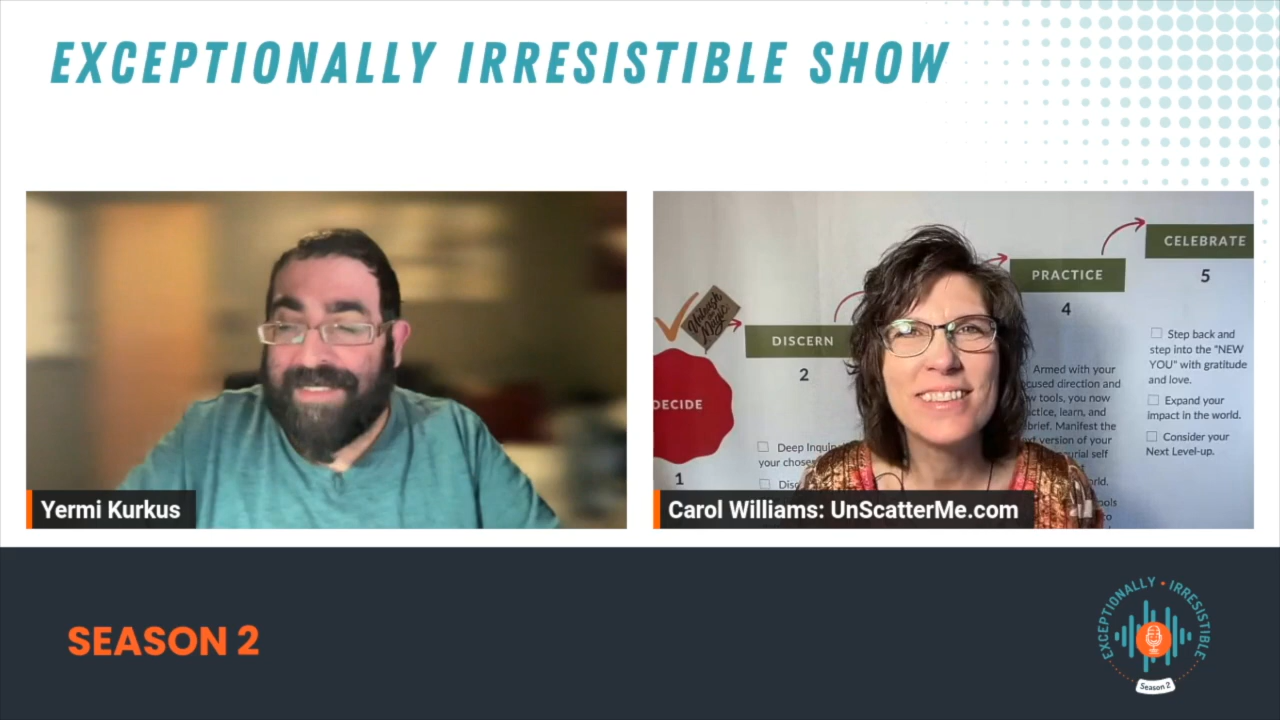 EXCEPTIONALLY IRRESISTIBLE SHOW
Yermi Kurkus
Unleash
Magic
DECIDE
1
DISCERN
2
Deep
your
PRACTICE
4
Armed with your
direction and
tools, you now
learn, and
Manifest the
version of your
self
CELEBRATE
5
Step back and
step into the "NEW
YOU" with gratitude
and love.
Expand your
impact in the world.
Consider your
Next Level-up.
Carol Williams: UnScatterMe.com
SEASON 2
EXCEPTIONALLY • IRRESISTIBLE
Season 2